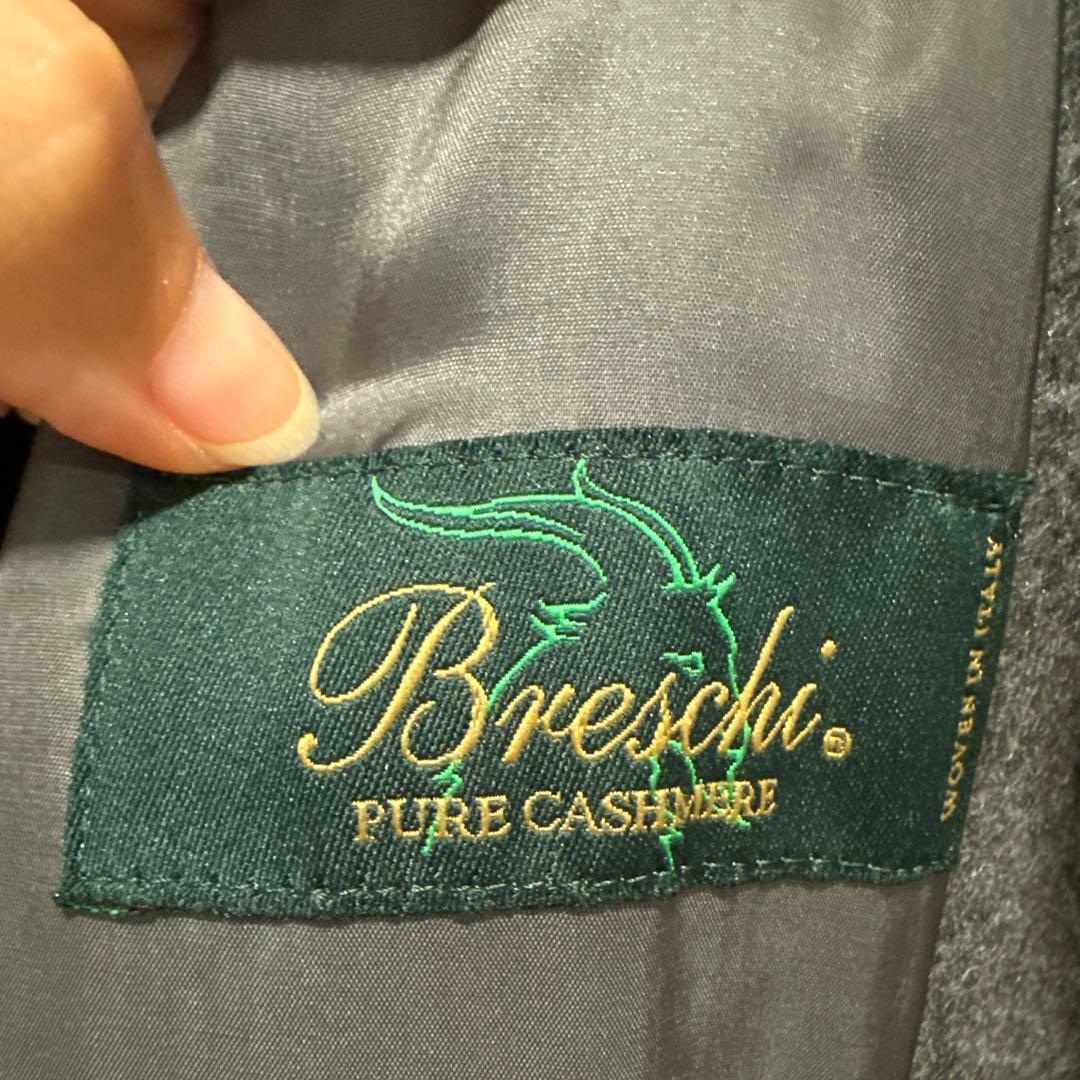 Breschi®
PURE CASHMERE
WOVEN IN ITALY